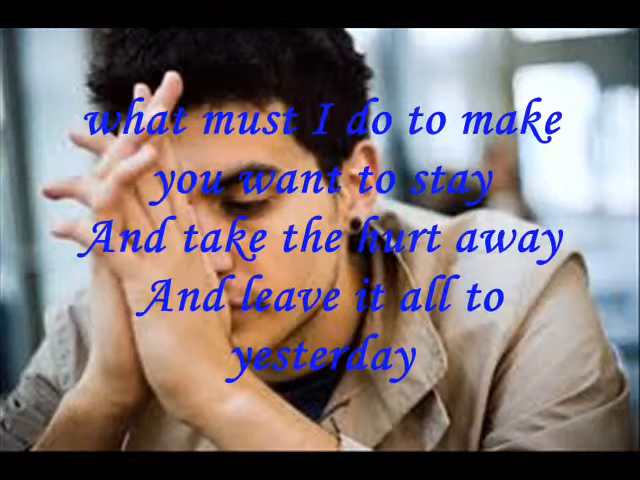 what must I do to make
you want to stay
And take the hurt away
And leave it all to
yesterday